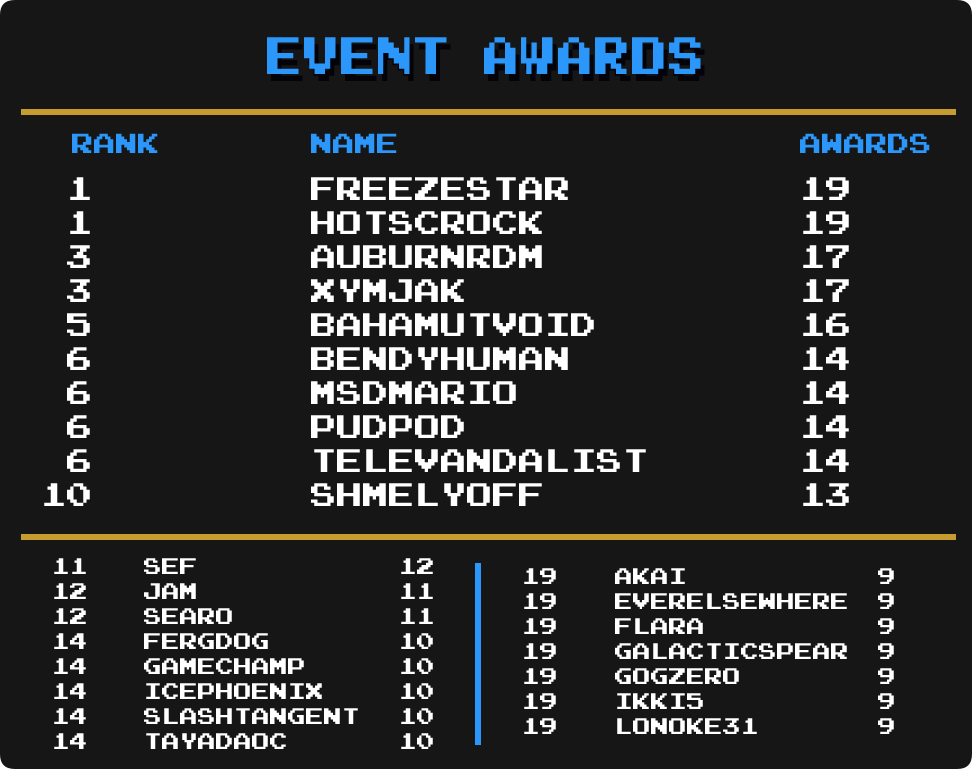 EVENT AWARDS
RANK NAME AWARDS
1 FREEZESTAR 19
1 HOTSCROCK 19
3 AUBURNRDM 17
3 XYMJAK 17
5 BAHAMUTVOID 16
6 BENDYHUMAN 14
6 MSDMARIO 14
6 PUDPOD 14
6 TELEVANDALIST 14
10 SHMELYOFF 13
11 SEF 12
12 JAM 11
12 SEARO 11
14 FERGDOG 10
14 GAMECHAMP 10
14 ICEPHOENIX 10
14 SLASHTANGENT 10
14 TAYADAOC 10
19 AKAI 9
19 EVERELSEWHERE 9
19 FLARA 9
19 GALACTICSPEAR 9
19 GOGZERO 9
19 IKKI5 9
19 LONOKE31 9